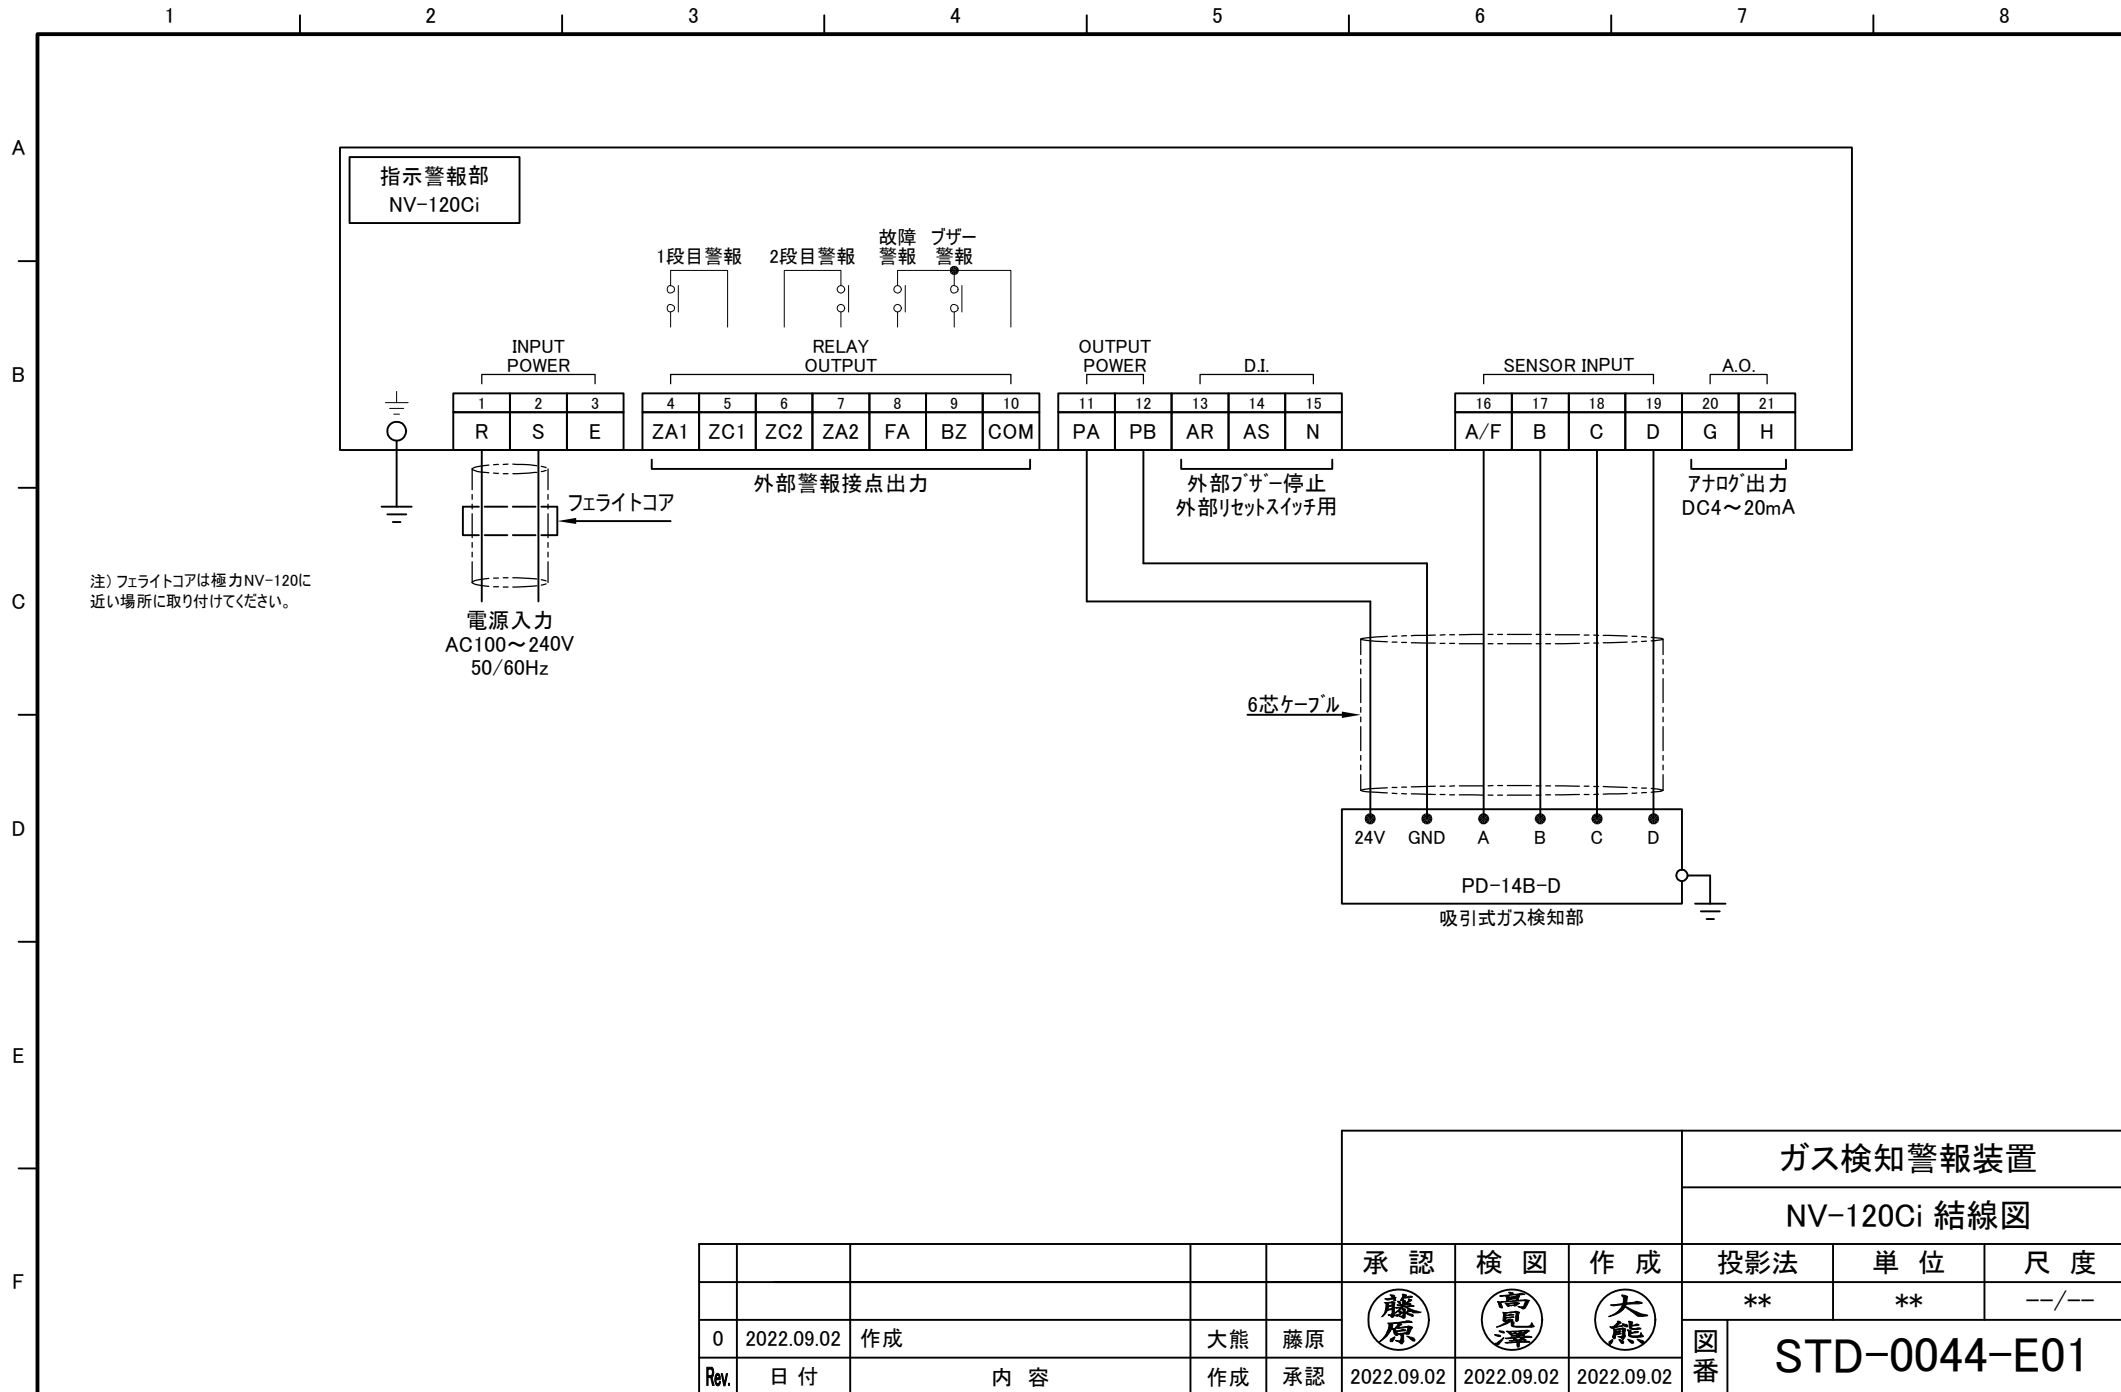 1 2 3 4 5 6 7 8
A
B
C
D
E
F
指示警報部
NV-120Ci
1段目警報 2段目警報 故障警報 ブザー警報
INPUT POWER
RELAY OUTPUT
OUTPUT POWER
D.I.
SENSOR INPUT
A.O.
1 2 3 4 5 6 7 8 9 10 11 12 13 14 15 16 17 18 19 20 21
R S E ZA1 ZC1 ZC2 ZA2 FA BZ COM PA PB AR AS N A/F B C D G H
外部警報接点出力
外部ブザー停止
外部リセットスイッチ用
アナログ出力
DC4～20mA
フェライトコア
注）フェライトコアは極力NV-120に
近い場所に取り付けてください。
電源入力
AC100～240V
50/60Hz
6芯ケーブル
24V GND A B C D
PD-14B-D
吸引式ガス検知部
ガス検知警報装置
NV-120Ci 結線図
承 認 検 図 作 成 投影法 単 位 尺 度
藤原 高見澤 大熊 ** ** --/--
0 2022.09.02 作成 大熊 藤原
Rev. 日 付 内 容 作成 承認 2022.09.02 2022.09.02 2022.09.02
図番 STD-0044-E01